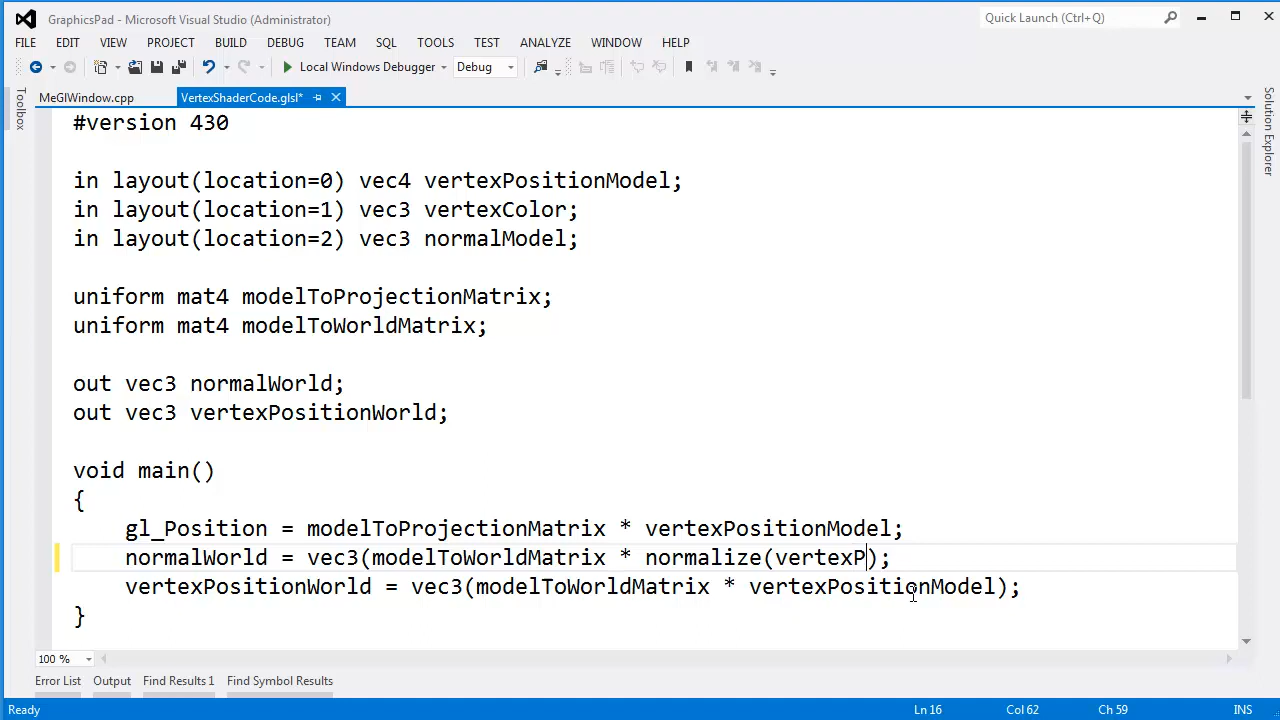 GraphicsPad - Microsoft Visual Studio (Administrator)
Quick Launch (Ctrl+Q)
FILE EDIT VIEW PROJECT BUILD DEBUG TEAM SQL TOOLS TEST ANALYZE WINDOW HELP
Local Windows Debugger Debug
Toolbox
MeGlWindow.cpp VertexShaderCode.glsl*
Solution Explorer
#version 430
in layout(location=0) vec4 vertexPositionModel;
in layout(location=1) vec3 vertexColor;
in layout(location=2) vec3 normalModel;
uniform mat4 modelToProjectionMatrix;
uniform mat4 modelToWorldMatrix;
out vec3 normalWorld;
out vec3 vertexPositionWorld;
void main()
{
gl_Position = modelToProjectionMatrix * vertexPositionModel;
normalWorld = vec3(modelToWorldMatrix * normalize(vertexP);
vertexPositionWorld = vec3(modelToWorldMatrix * vertexPositionModel);
}
100 %
Error List Output Find Results 1 Find Symbol Results
Ready Ln 16 Col 62 Ch 59 INS